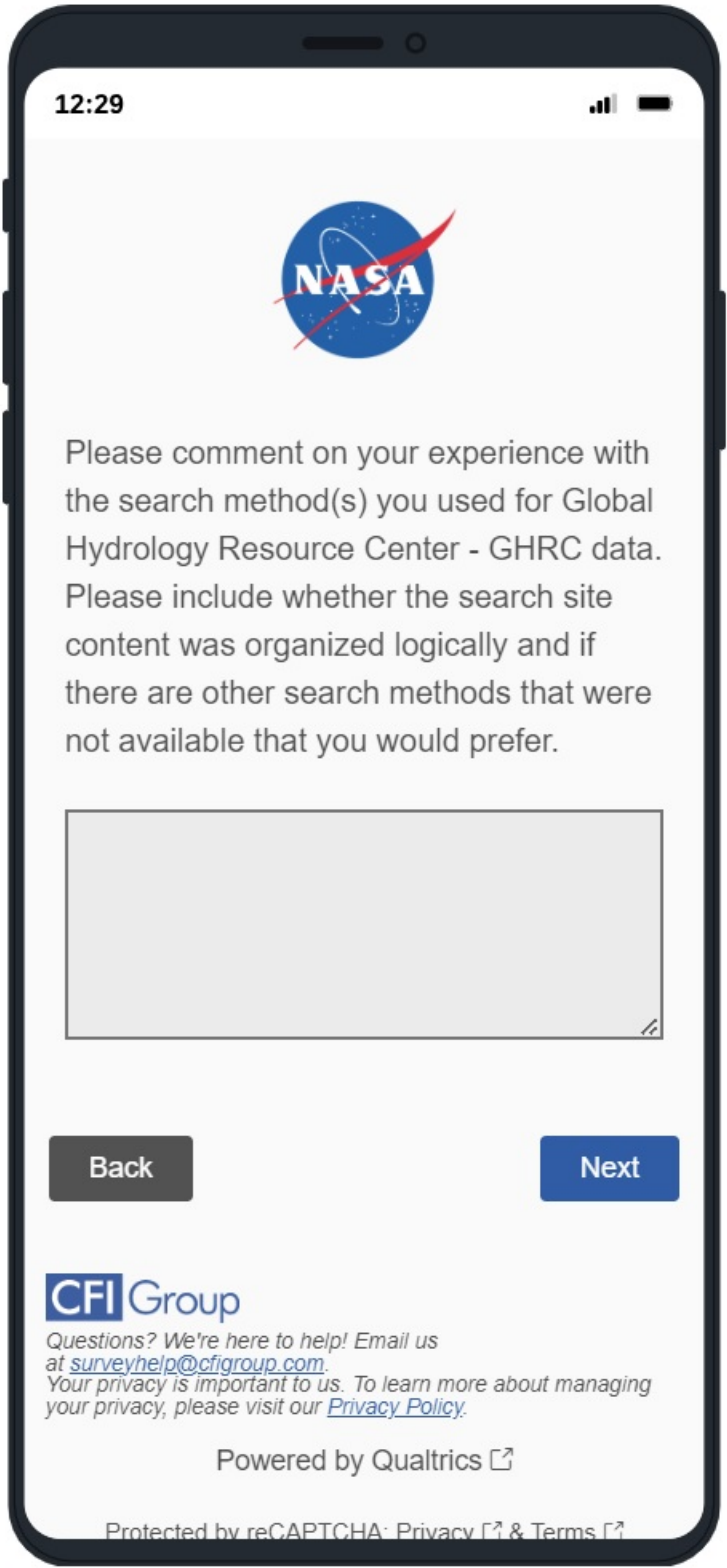 12:29
NASA
Please comment on your experience with
the search method(s) you used for Global
Hydrology Resource Center - GHRC data.
Please include whether the search site
content was organized logically and if
there are other search methods that were
not available that you would prefer.
Back
Next
CFI Group
Questions? We're here to help! Email us
at surveyhelp@cfigroup.com.
Your privacy is important to us. To learn more about managing
your privacy, please visit our Privacy Policy.
Powered by Qualtrics
Protected by reCAPTCHA: Privacy & Terms